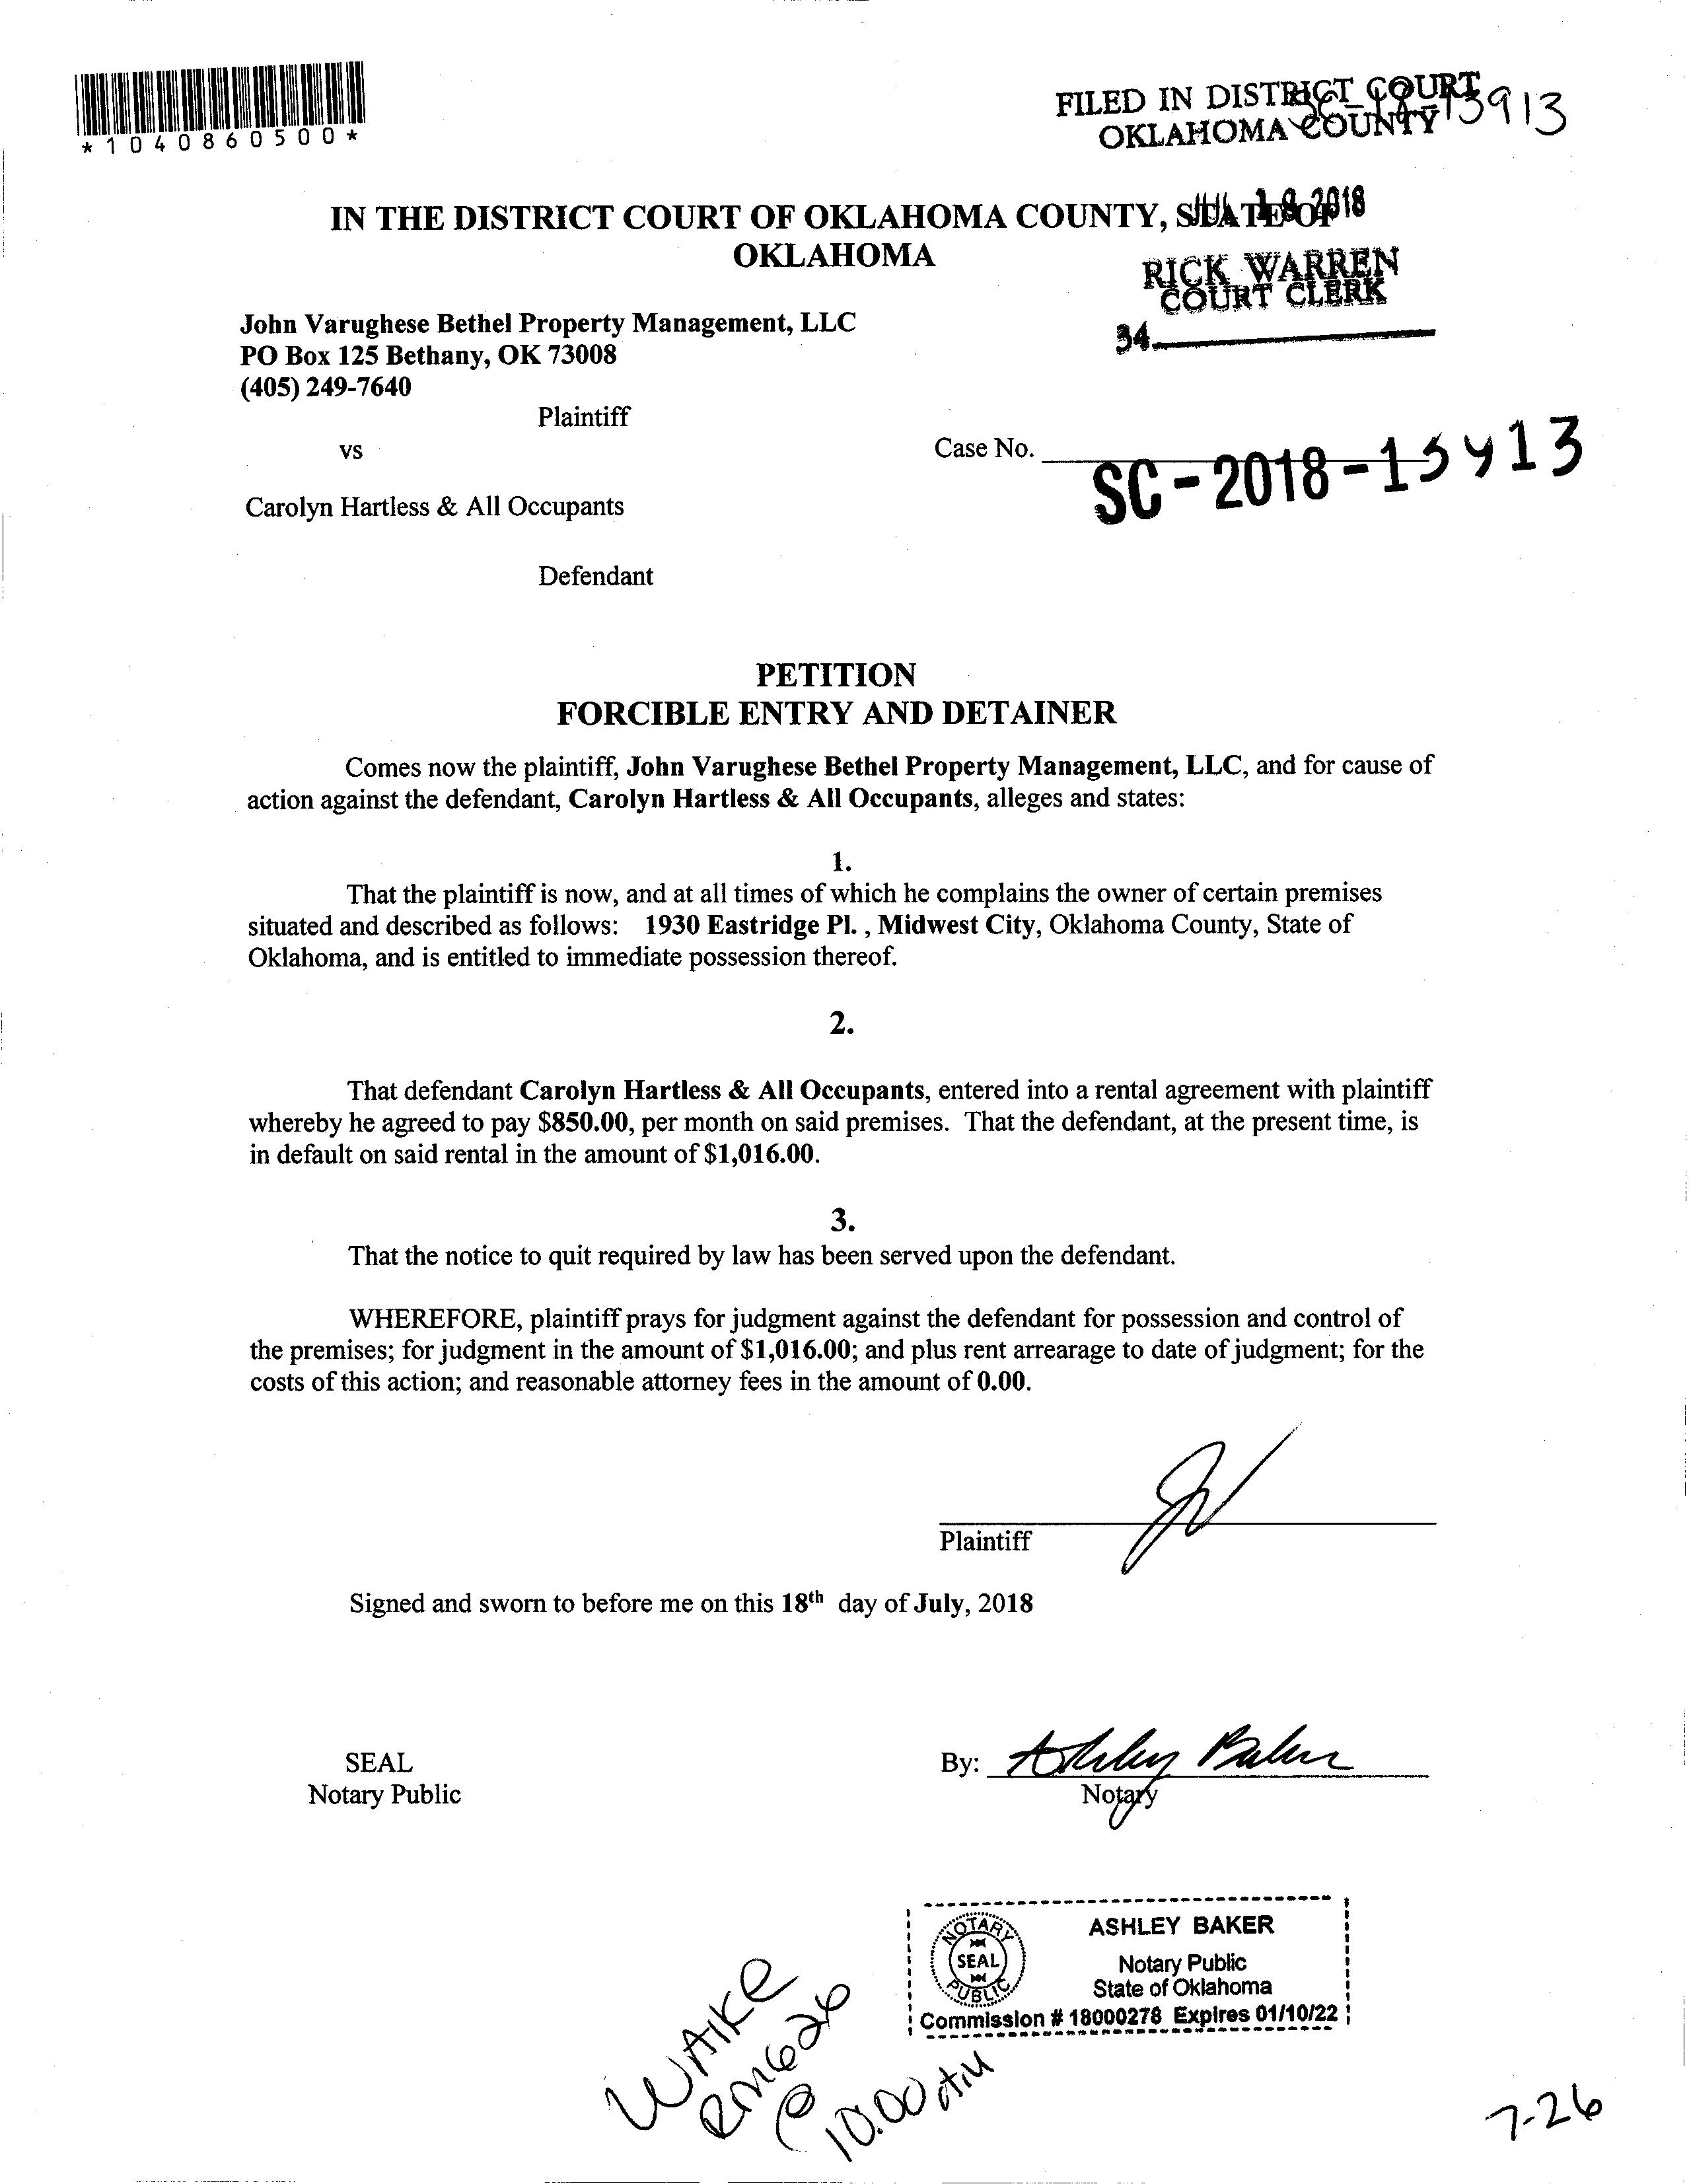 *1040860500*
FILED IN DISTRICT COURT
OKLAHOMA COUNTY
13913
IN THE DISTRICT COURT OF OKLAHOMA COUNTY, STATE OF
OKLAHOMA
2018
RICK WARREN
COURT CLERK
34
John Varughese Bethel Property Management, LLC
PO Box 125 Bethany, OK 73008
(405) 249-7640
Plaintiff
vs
Case No.
SC-2018-13913
Carolyn Hartless & All Occupants
Defendant
PETITION
FORCIBLE ENTRY AND DETAINER
Comes now the plaintiff, John Varughese Bethel Property Management, LLC, and for cause of
action against the defendant, Carolyn Hartless & All Occupants, alleges and states:
1.
That the plaintiff is now, and at all times of which he complains the owner of certain premises
situated and described as follows: 1930 Eastridge Pl. , Midwest City, Oklahoma County, State of
Oklahoma, and is entitled to immediate possession thereof.
2.
That defendant Carolyn Hartless & All Occupants, entered into a rental agreement with plaintiff
whereby he agreed to pay $850.00, per month on said premises. That the defendant, at the present time, is
in default on said rental in the amount of $1,016.00.
3.
That the notice to quit required by law has been served upon the defendant.
WHEREFORE, plaintiff prays for judgment against the defendant for possession and control of
the premises; for judgment in the amount of $1,016.00; and plus rent arrearage to date of judgment; for the
costs of this action; and reasonable attorney fees in the amount of 0.00.
Plaintiff
Signed and sworn to before me on this 18th day of July, 2018
SEAL
Notary Public
By: Ashley Baker
Notary
NOTARY
SEAL
PUBLIC
ASHLEY BAKER
Notary Public
State of Oklahoma
Commission # 18000278 Expires 01/10/22
RM 626
@
10:00 AM
7-26